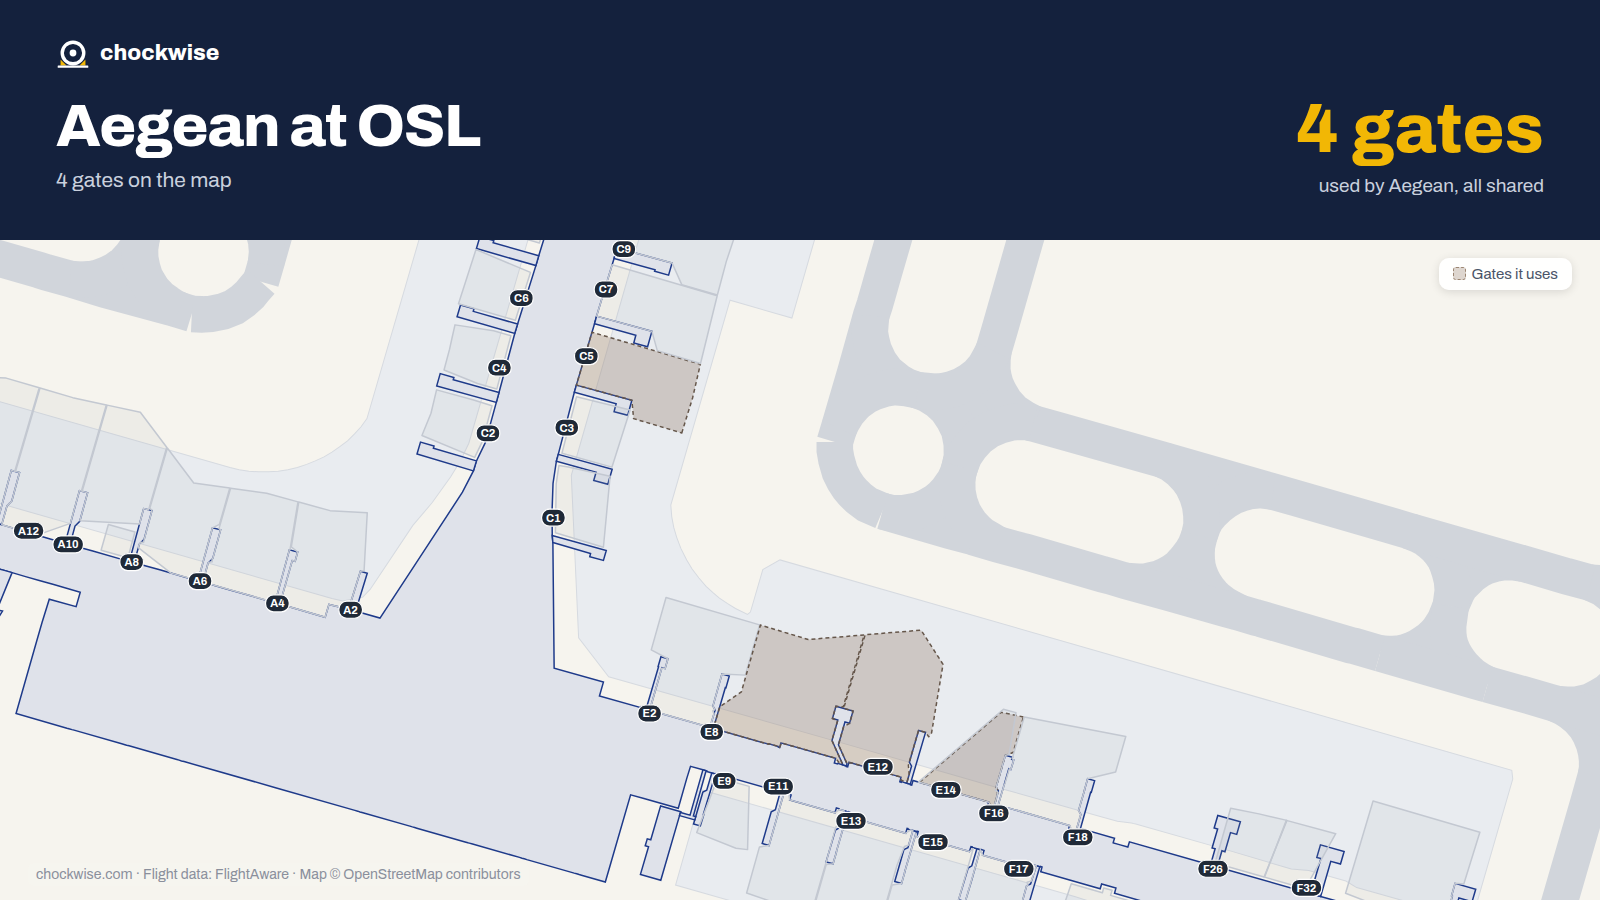 chockwise
Aegean at OSL
4 gates on the map
4 gates
used by Aegean, all shared
Gates it uses
C9
C7
C6
C5
C4
C3
C2
C1
A12
A10
A8
A6
A4
A2
E2
E8
E12
E9
E11
E14
E13
F16
E15
F18
F17
F26
F32
chockwise.com · Flight data: FlightAware · Map © OpenStreetMap contributors